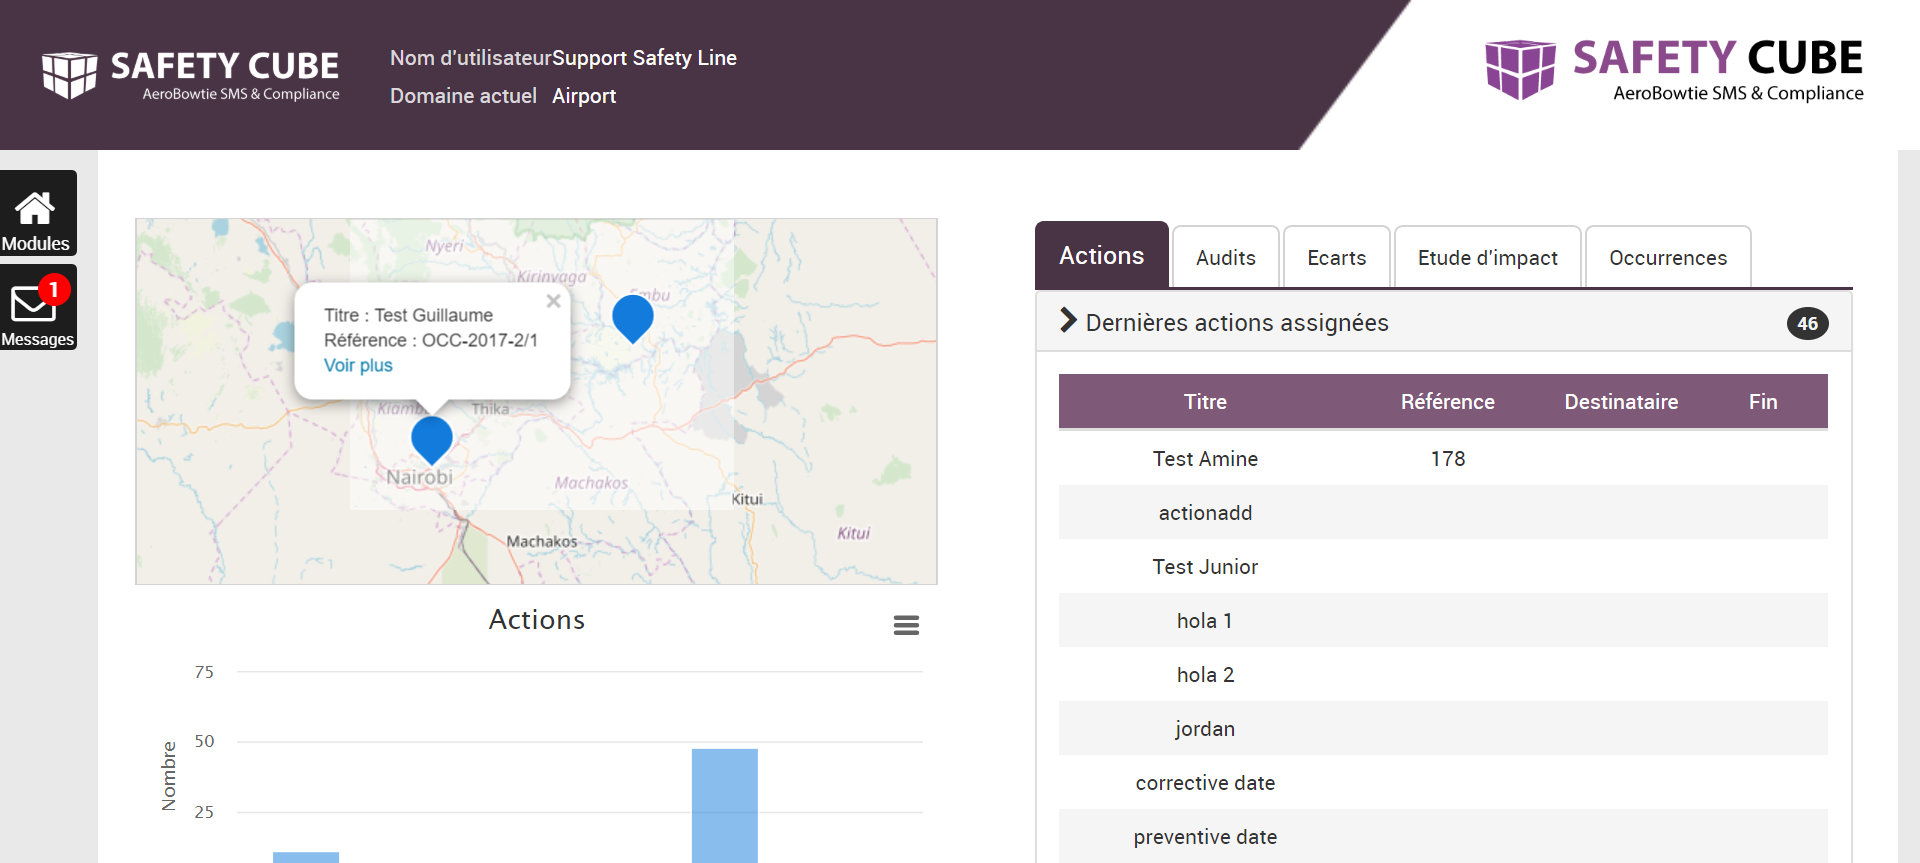 SAFETY CUBE
AeroBowtie SMS & Compliance
Nom d'utilisateur Support Safety Line
Domaine actuel Airport
SAFETY CUBE
AeroBowtie SMS & Compliance
Modules
1
Messages
Nyeri
Kirinyaga
Embu
Titre : Test Guillaume
Référence : OCC-2017-2/1
Voir plus
×
Thika
Nairobi
Machakos
Kitui
Kitui
Machakos
Actions
75
50
25
Nombre
Actions
Audits
Ecarts
Etude d'impact
Occurrences
Dernières actions assignées
46
Titre Référence Destinataire Fin
Test Amine 178
actionadd
Test Junior
hola 1
hola 2
jordan
corrective date
preventive date